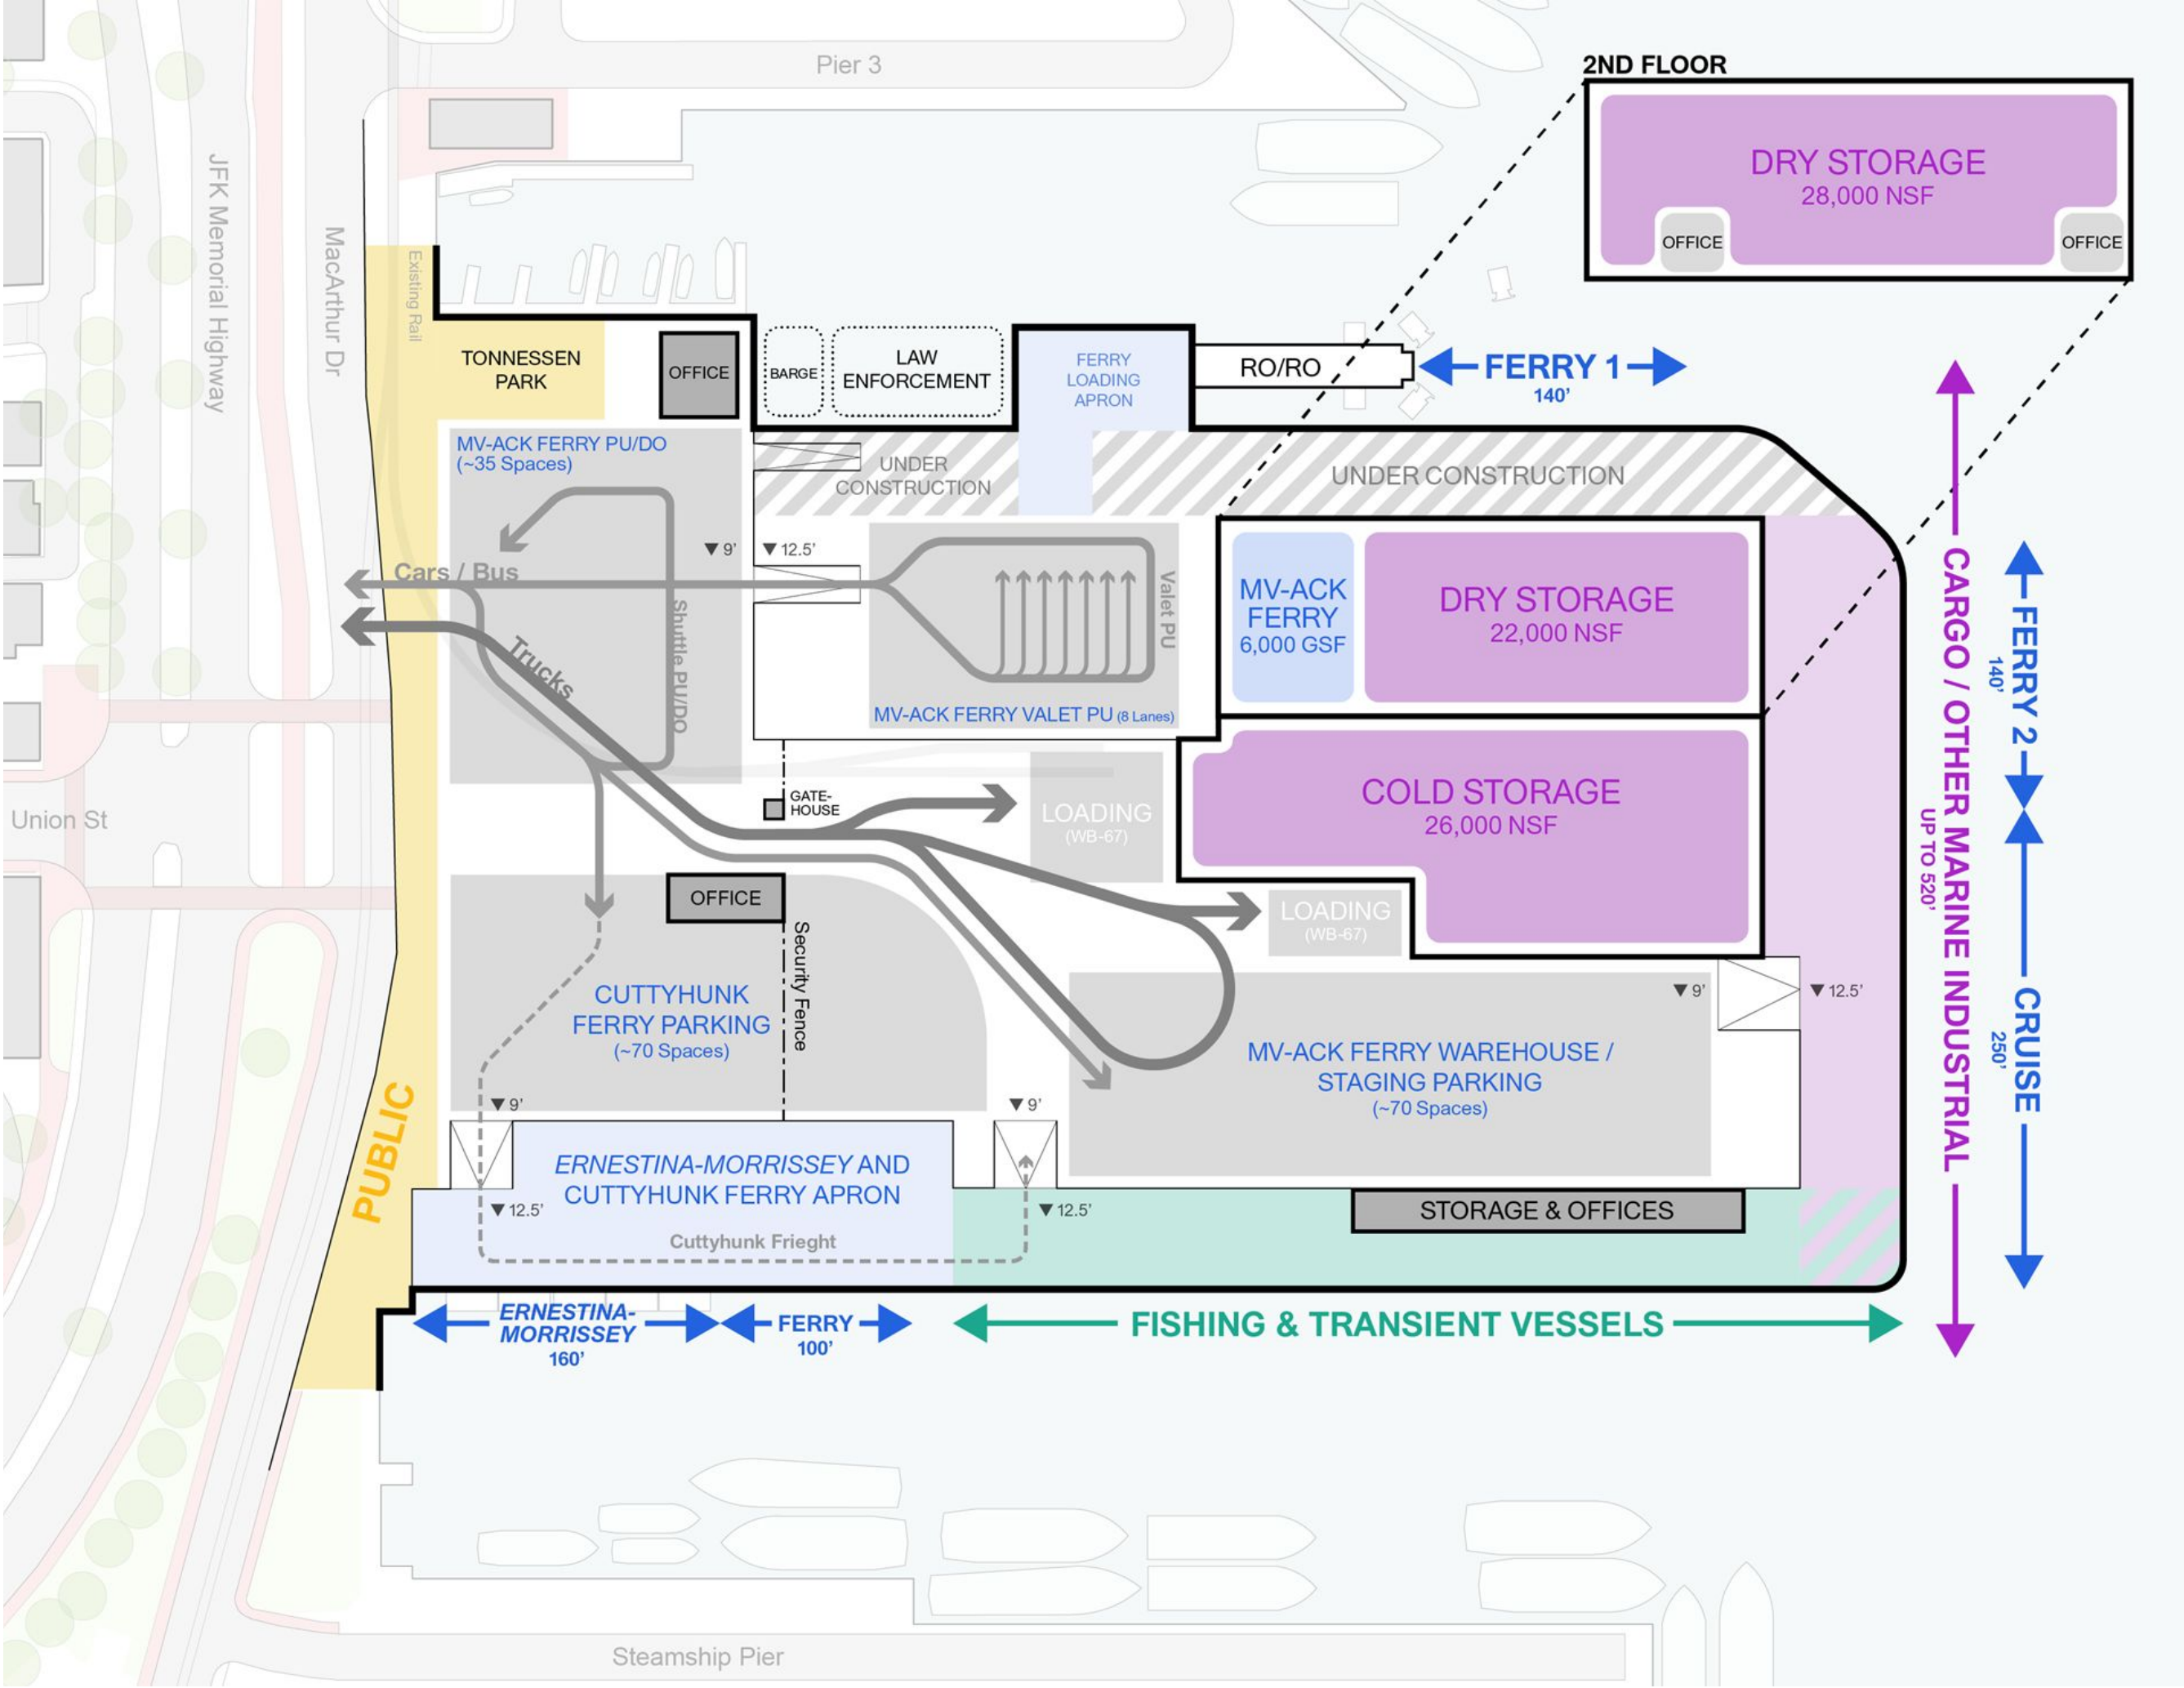 Pier 3
2ND FLOOR
DRY STORAGE
28,000 NSF
OFFICE
OFFICE
JFK Memorial Highway
MacArthur Dr
Existing Rail
TONNESSEN
PARK
OFFICE
BARGE
LAW
ENFORCEMENT
FERRY
LOADING
APRON
RO/RO
FERRY 1
140'
MV-ACK FERRY PU/DO
(~35 Spaces)
UNDER
CONSTRUCTION
UNDER CONSTRUCTION
▼ 9'
▼ 12.5'
Cars / Bus
Trucks
Shuttle PU/DO
Valet PU
MV-ACK FERRY VALET PU (8 Lanes)
MV-ACK
FERRY
6,000 GSF
DRY STORAGE
22,000 NSF
CARGO / OTHER MARINE INDUSTRIAL
UP TO 520'
FERRY 2
140'
CRUISE
250'
COLD STORAGE
26,000 NSF
GATE-
HOUSE
LOADING
(WB-67)
Union St
OFFICE
LOADING
(WB-67)
Security Fence
CUTTYHUNK
FERRY PARKING
(~70 Spaces)
▼ 9'
▼ 12.5'
MV-ACK FERRY WAREHOUSE /
STAGING PARKING
(~70 Spaces)
▼ 9'
▼ 9'
PUBLIC
ERNESTINA-MORRISSEY AND
CUTTYHUNK FERRY APRON
▼ 12.5'
▼ 12.5'
STORAGE & OFFICES
Cuttyhunk Frieght
ERNESTINA-
MORRISSEY
160'
FERRY
100'
FISHING & TRANSIENT VESSELS
Steamship Pier